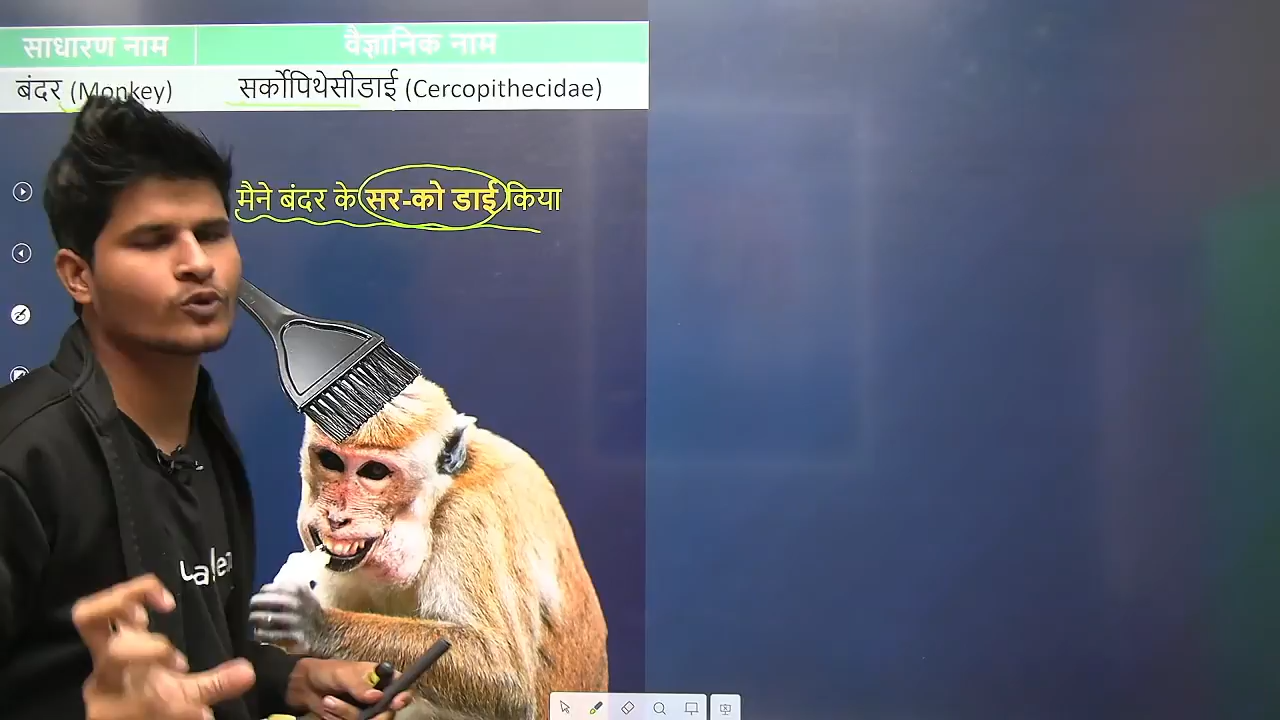 साधारण नाम वैज्ञानिक नाम
बंदर (Monkey) सर्कोपिथेसीडाई (Cercopithecidae)
मैने बंदर के सर-को डाई किया